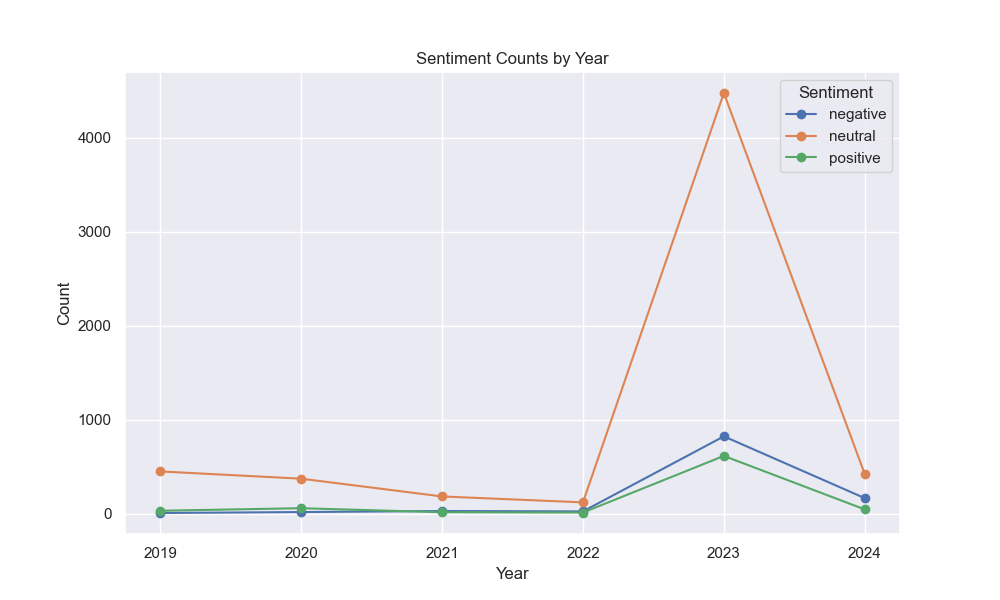 Sentiment Counts by Year
Sentiment
negative
neutral
positive
4000
3000
2000
1000
0
Count
2019 2020 2021 2022 2023 2024
Year